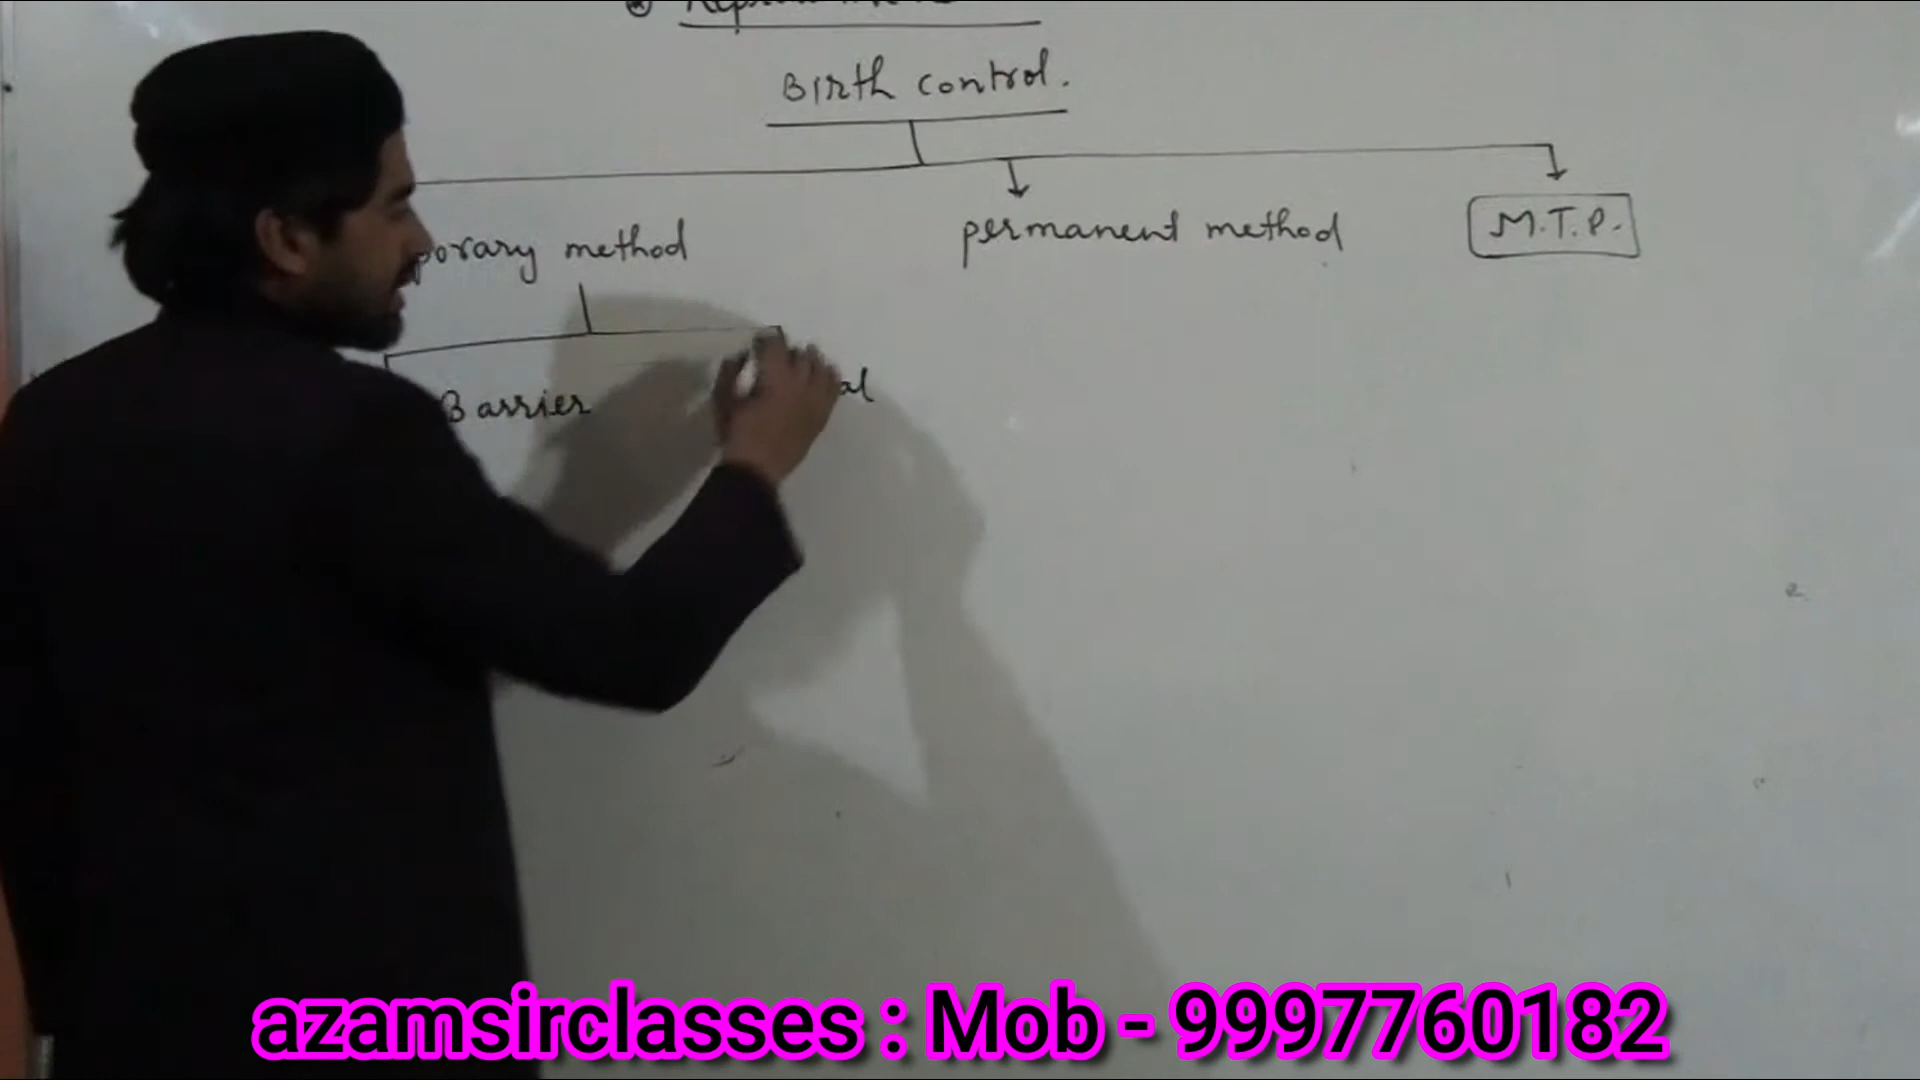 Birth control.
porary method permanent method M.T.P.
Barrier al
azamsirclasses : Mob - 9997760182